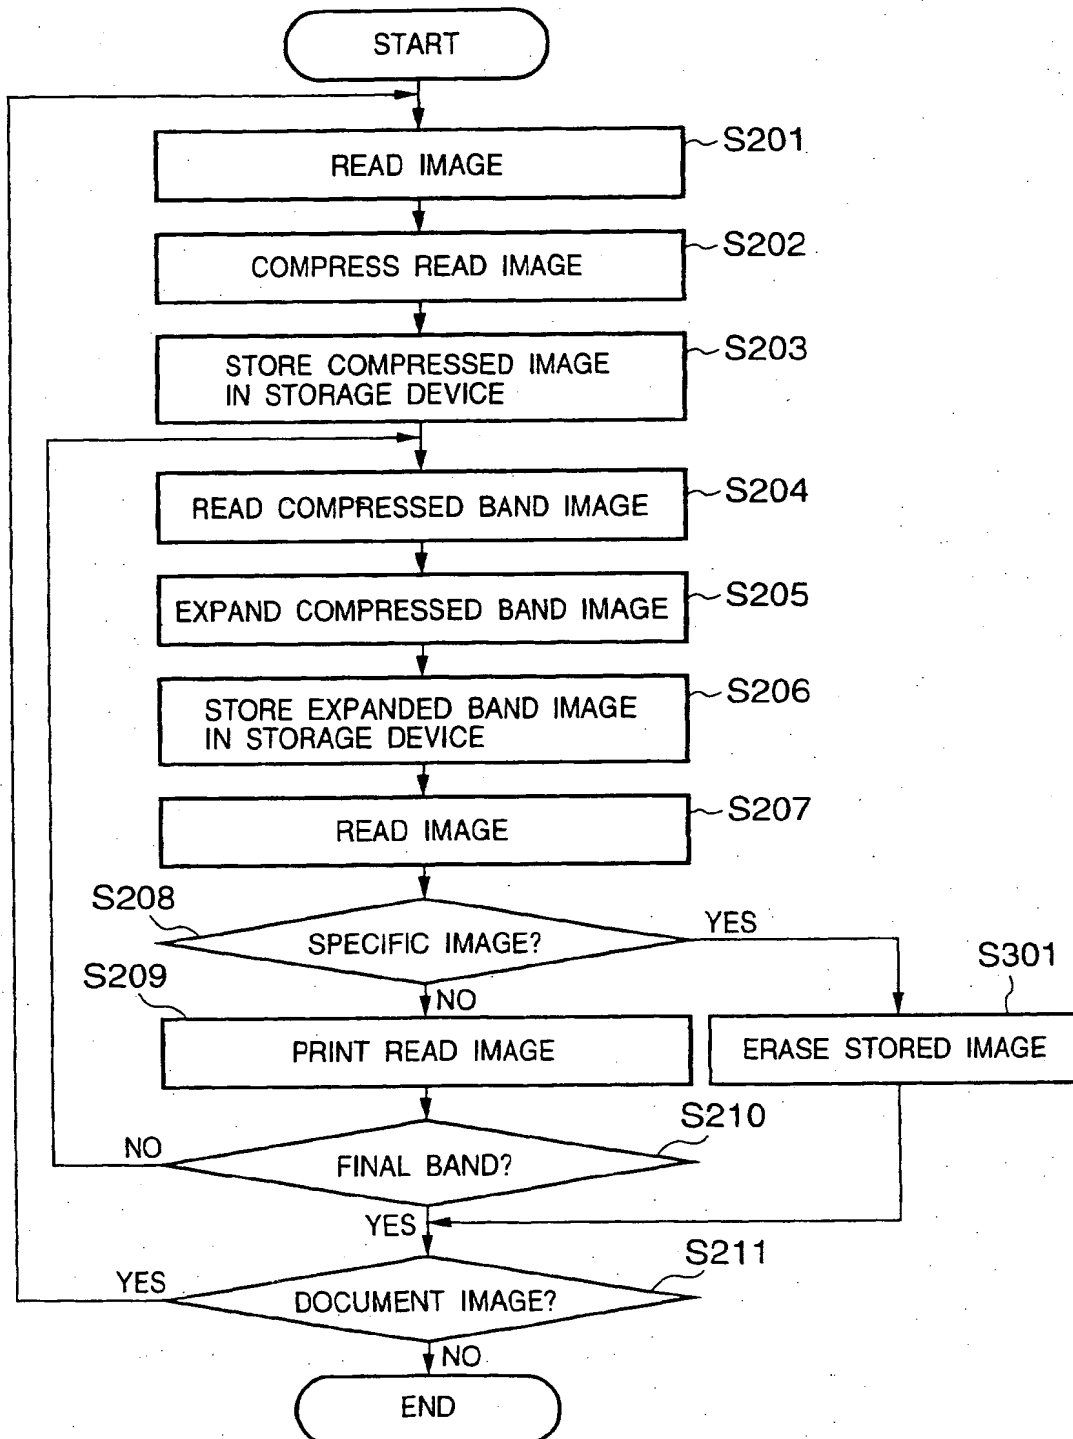 START
READ IMAGE
S201
COMPRESS READ IMAGE
S202
STORE COMPRESSED IMAGE
IN STORAGE DEVICE
S203
READ COMPRESSED BAND IMAGE
S204
EXPAND COMPRESSED BAND IMAGE
S205
STORE EXPANDED BAND IMAGE
IN STORAGE DEVICE
S206
READ IMAGE
S207
S208
SPECIFIC IMAGE?
YES
NO
S209
PRINT READ IMAGE
S301
ERASE STORED IMAGE
S210
FINAL BAND?
NO
YES
S211
DOCUMENT IMAGE?
YES
NO
END